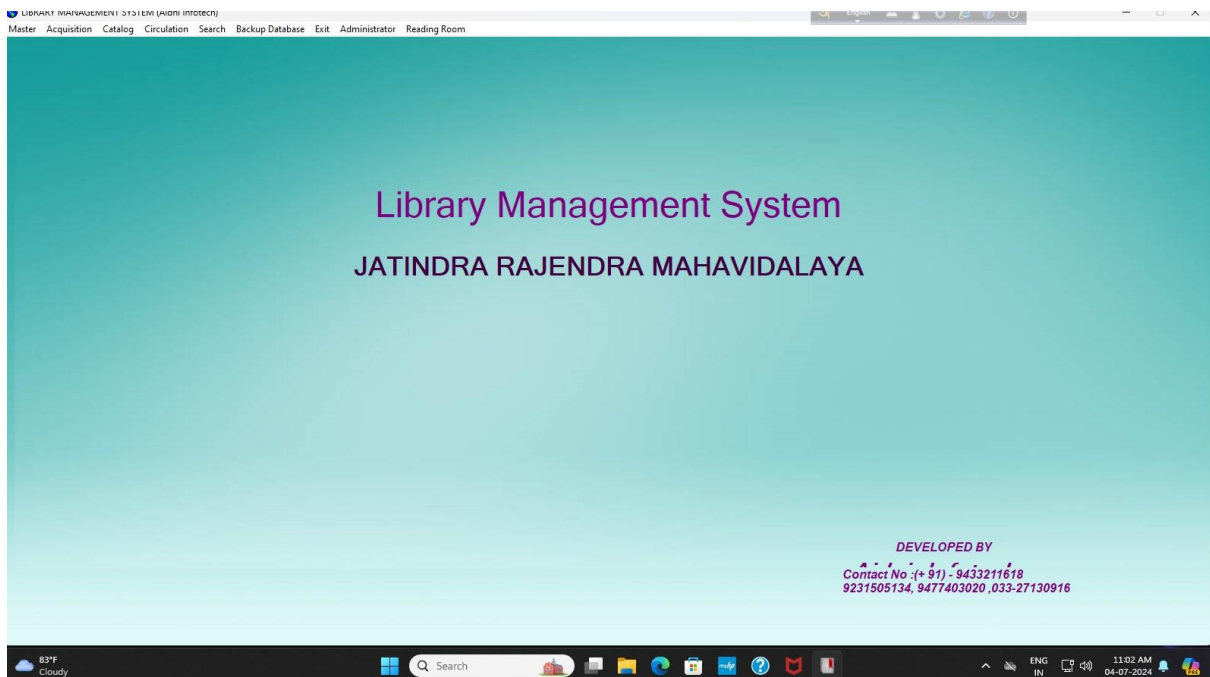 LIBRARY MANAGEMENT SYSTEM (Aidni Infotech)
Master Acquisition Catalog Circulation Search Backup Database Exit Administrator Reading Room
Library Management System
JATINDRA RAJENDRA MAHAVIDALAYA
DEVELOPED BY
Contact No :(+ 91) - 9433211618
9231505134, 9477403020 ,033-27130916
83°F
Cloudy
Search
ENG
IN
11:02 AM
04-07-2024